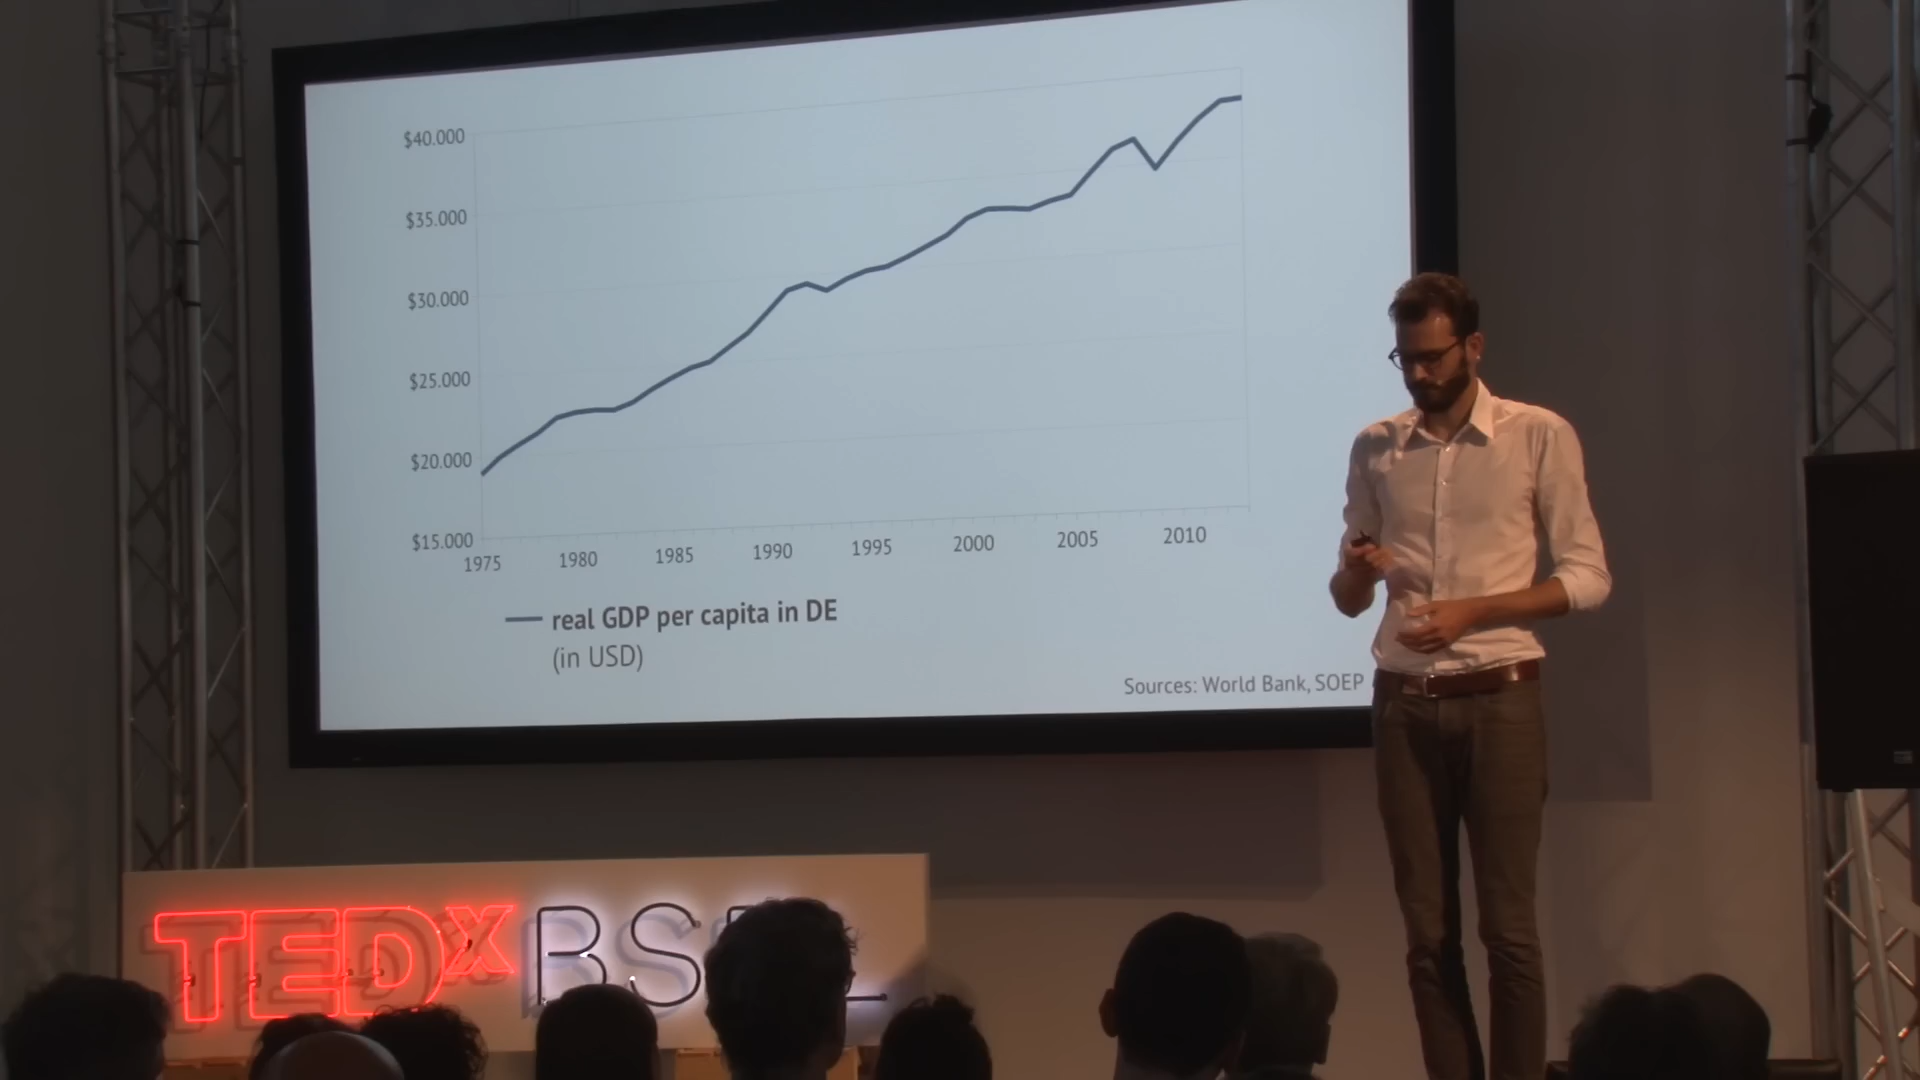 $40.000
$35.000
$30.000
$25.000
$20.000
$15.000
1975 1980 1985 1990 1995 2000 2005 2010
real GDP per capita in DE
(in USD)
Sources: World Bank, SOEP
TEDx